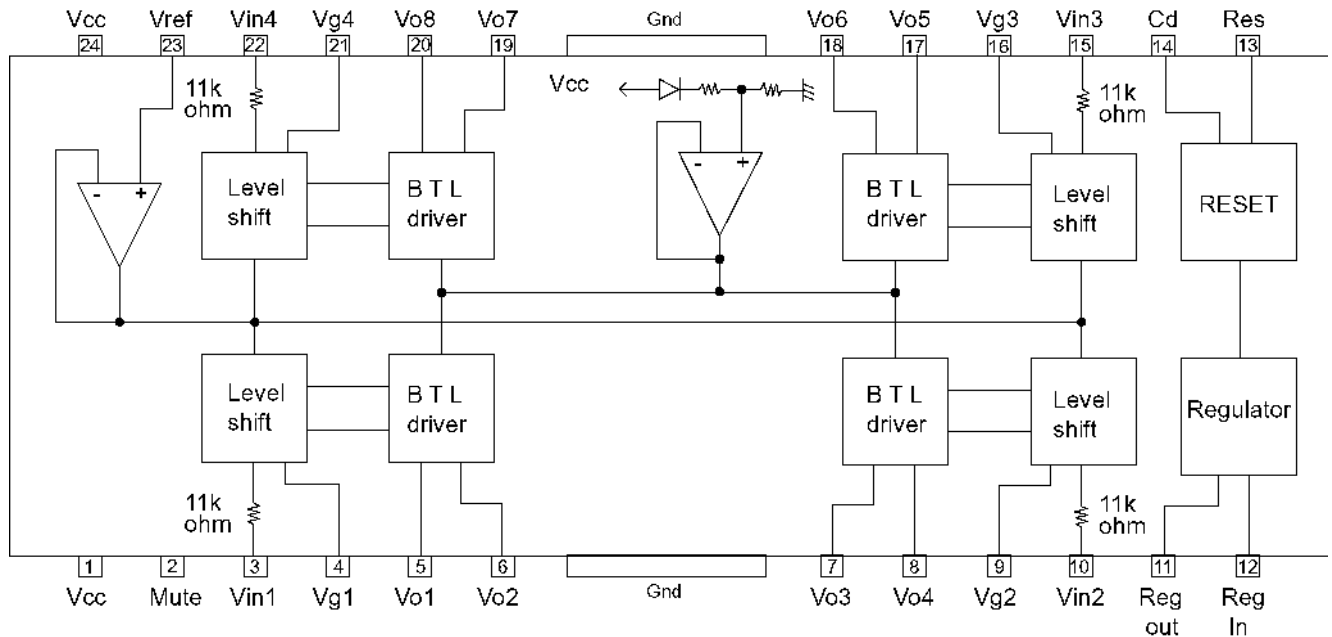 Vcc Vref Vin4 Vg4 Vo8 Vo7 Gnd Vo6 Vo5 Vg3 Vin3 Cd Res
24 23 22 21 20 19 18 17 16 15 14 13
11k
ohm
Vcc
11k
ohm
- +
Level
shift
B T L
driver
- +
B T L
driver
Level
shift
RESET
Level
shift
B T L
driver
B T L
driver
Level
shift
Regulator
11k
ohm
11k
ohm
1 2 3 4 5 6 7 8 9 10 11 12
Vcc Mute Vin1 Vg1 Vo1 Vo2 Gnd Vo3 Vo4 Vg2 Vin2 Reg Reg
out In